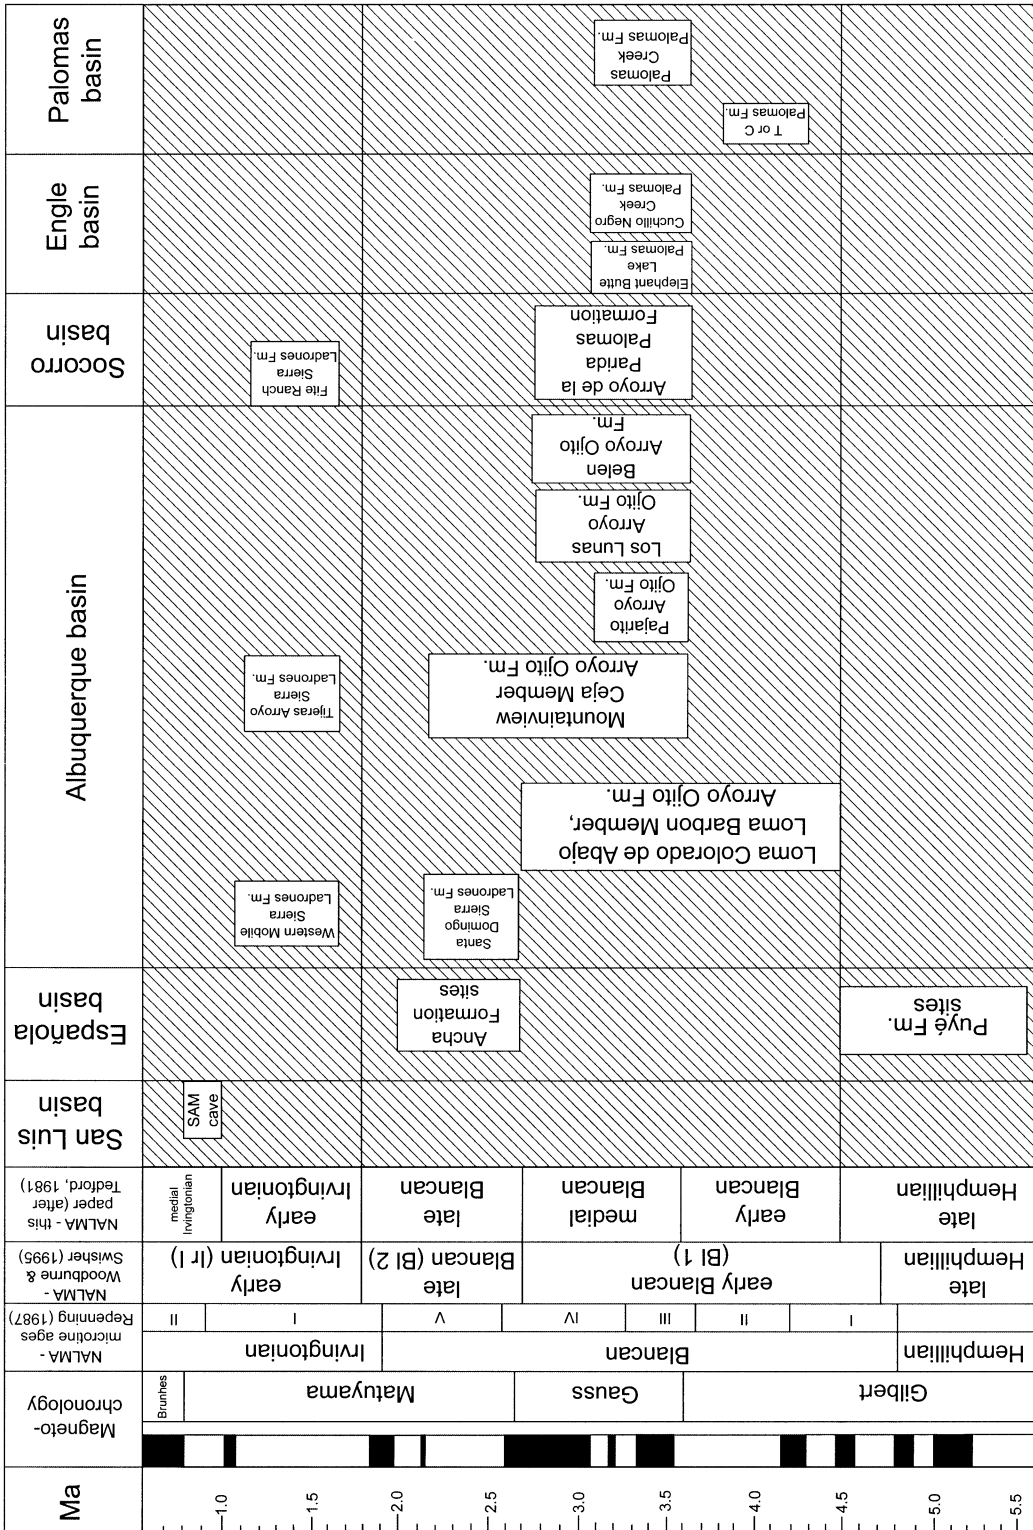 Ma
1.0
1.5
2.0
2.5
3.0
3.5
4.0
4.5
5.0
5.5
Magneto-
chronology
Brunhes
Matuyama
Gauss
Gilbert
NALMA -
microtine ages
Repenning (1987)
Irvingtonian
Blancan
Hemphillian
II
I
V
IV
III
II
I
NALMA -
Woodburne &
Swisher (1995)
early
Irvingtonian (Ir I)
late
Blancan (Bl 2)
early Blancan
(Bl 1)
late
Hemphillian
NALMA - this
paper (after
Tedford, 1981)
medial
Irvingtonian
early
Irvingtonian
late
Blancan
medial
Blancan
early
Blancan
late
Hemphillian
San Luis
basin
SAM
cave
Española
basin
Ancha
Formation
sites
Puyé Fm.
sites
Albuquerque basin
Western Mobile
Sierra
Ladrones Fm.
Santa
Domingo
Sierra
Ladrones Fm.
Loma Colorado de Abajo
Loma Barbon Member,
Arroyo Ojito Fm.
Tijeras Arroyo
Sierra
Ladrones Fm.
Mountainview
Ceja Member
Arroyo Ojito Fm.
Pajarito
Arroyo
Ojito Fm.
Los Lunas
Arroyo
Ojito Fm.
Belen
Arroyo Ojito
Fm.
Socorro
basin
Fite Ranch
Sierra
Ladrones Fm.
Arroyo de la
Parida
Palomas
Formation
Engle
basin
Elephant Butte
Lake
Palomas Fm.
Cuchillo Negro
Creek
Palomas Fm.
Palomas
basin
T or C
Palomas Fm.
Palomas
Creek
Palomas Fm.